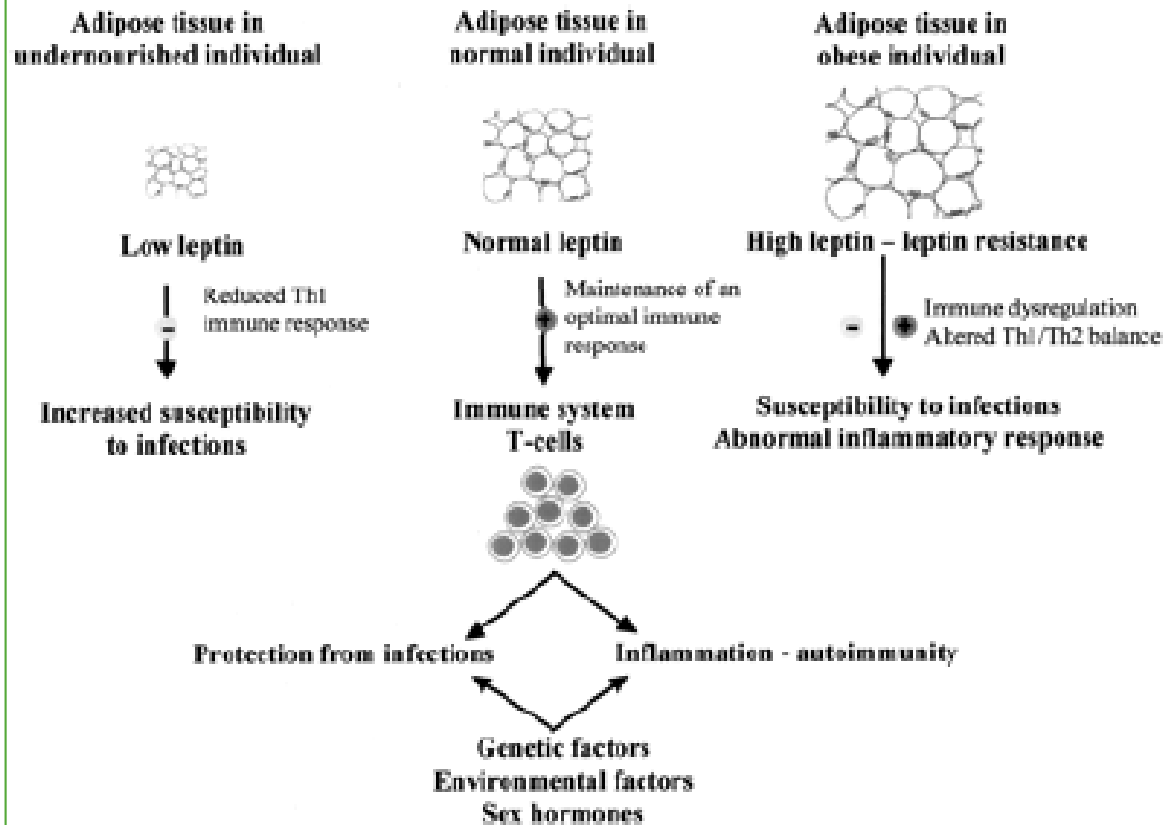 Adipose tissue in
undernourished individual
Adipose tissue in
normal individual
Adipose tissue in
obese individual
Low leptin
Normal leptin
High leptin – leptin resistance
-
Reduced Th1
immune response
+
Maintenance of an
optimal immune
response
-
+
Immune dysregulation
Altered Th1/Th2 balance
Increased susceptibility
to infections
Immune system
T-cells
Susceptibility to infections
Abnormal inflammatory response
Protection from infections
Inflammation - autoimmunity
Genetic factors
Environmental factors
Sex hormones